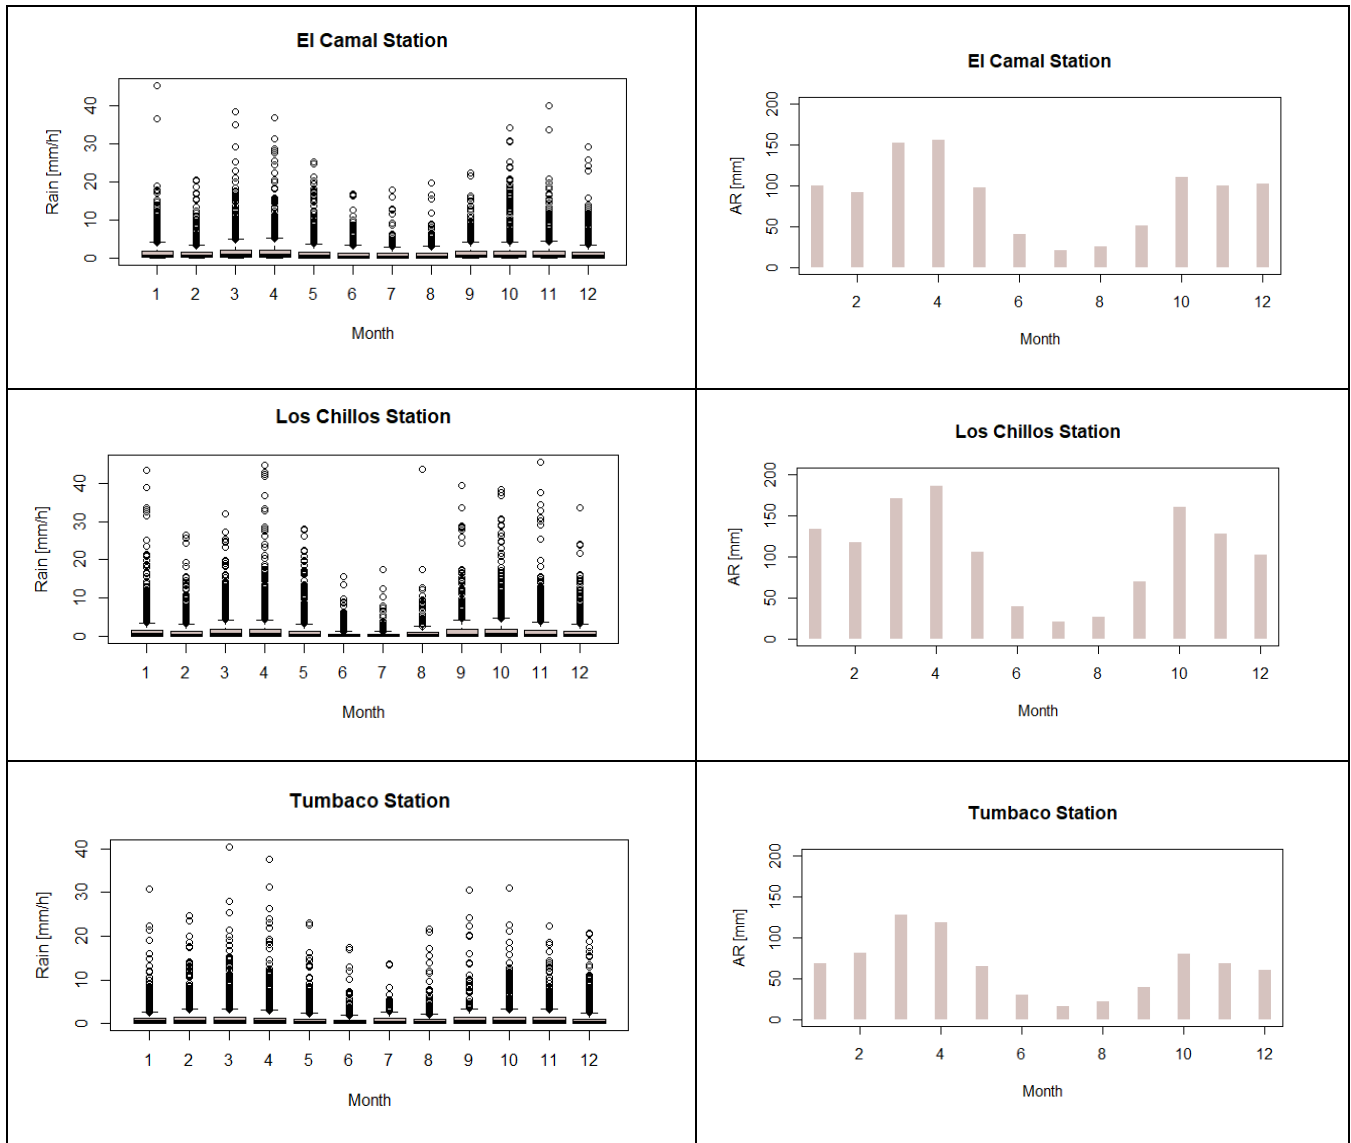 El Camal Station
Rain [mm/h]
40
30
20
10
0
1 2 3 4 5 6 7 8 9 10 11 12
Month
El Camal Station
AR [mm]
200
150
100
50
0
2 4 6 8 10 12
Month
Los Chillos Station
Rain [mm/h]
40
30
20
10
0
1 2 3 4 5 6 7 8 9 10 11 12
Month
Los Chillos Station
AR [mm]
200
150
100
50
0
2 4 6 8 10 12
Month
Tumbaco Station
Rain [mm/h]
40
30
20
10
0
1 2 3 4 5 6 7 8 9 10 11 12
Month
Tumbaco Station
AR [mm]
200
150
100
50
0
2 4 6 8 10 12
Month